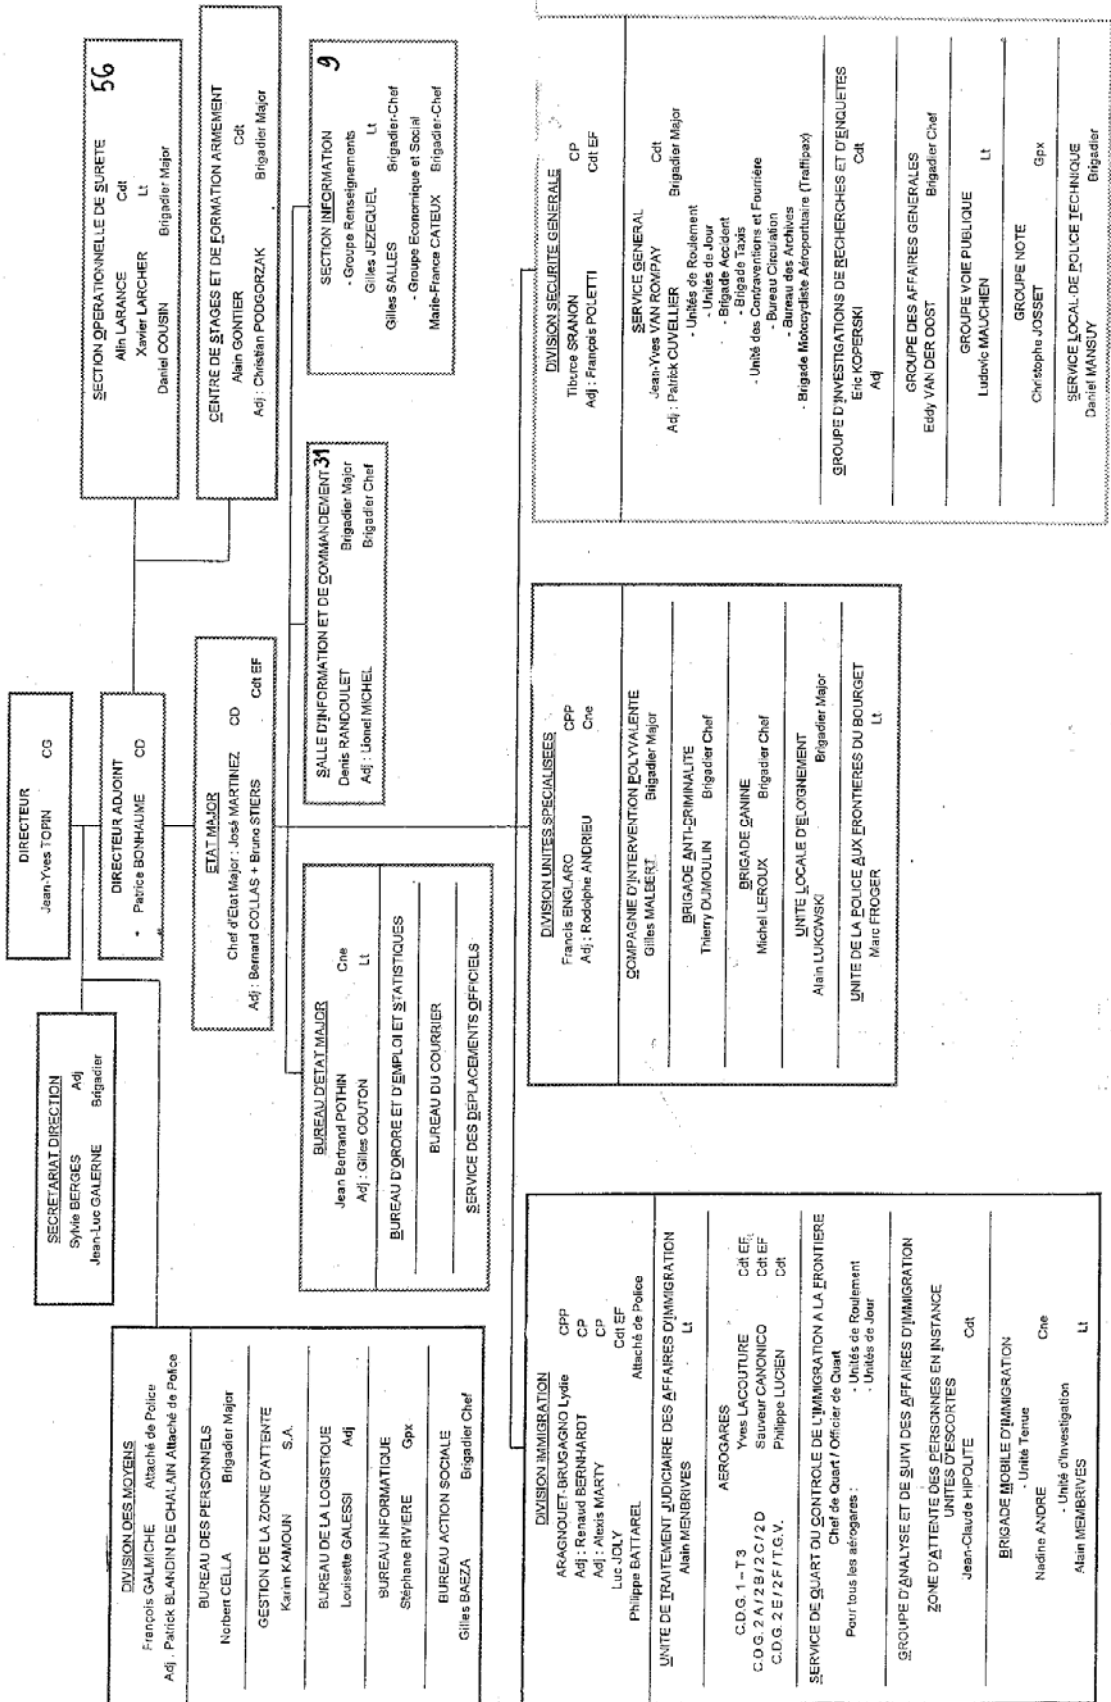 DIRECTEUR
Jean-Yves TOPIN CG
SECRETARIAT DIRECTION
Sylvie BERGES Adj
Jean-Luc GALERNE Brigadier
DIRECTEUR ADJOINT
Patrice BONHAUME CD
ETAT MAJOR
Chef d'Etat Major : José MARTINEZ CD
Adj : Bernard COLLAS + Bruno STIERS Cdt EF
SECTION OPERATIONNELLE DE SURETE 56
Alin LARANCE Cdt
Xavier LARCHER Lt
Daniel COUSIN Brigadier Major
CENTRE DE STAGES ET DE FORMATION ARMEMENT
Alain GONTIER Cdt
Adj : Christian PODGORZAK Brigadier Major
DIVISION DES MOYENS
François GALMICHE Attaché de Police
Adj. Patrick BLANDIN DE CHALAIN Attaché de Police
BUREAU DES PERSONNELS
Norbert CELLA Brigadier Major
GESTION DE LA ZONE D'ATTENTE
Karim KAMOUN S.A.
BUREAU DE LA LOGISTIQUE
Louisette GALESSI Adj
BUREAU INFORMATIQUE
Stéphane RIVIERE Gpx
BUREAU ACTION SOCIALE
Gilles BAEZA Brigadier Chef
BUREAU D'ETAT MAJOR
Jean Bertrand POTHIN Cne
Adj : Gilles COUTON Lt
BUREAU D'ORDRE ET D'EMPLOI ET STATISTIQUES
BUREAU DU COURRIER
SERVICE DES DEPLACEMENTS OFFICIELS
SALLE D'INFORMATION ET DE COMMANDEMENT 31
Denis RANDOULET Brigadier Major
Adj : Lionel MICHEL Brigadier Chef
SECTION INFORMATION 9
- Groupe Renseignements
Gilles JEZEQUEL Lt
Gilles SALLES Brigadier-Chef
- Groupe Economique et Social
Marie-France CATEUX Brigadier-Chef
DIVISION IMMIGRATION
ARAGNOUET-BRUGAGNO Lydie CPP
Adj : Renaud BERNHARDT CP
Adj : Alexis MARTY CP
Luc JOLY Cdt EF
Philippe BATTAREL Attaché de Police
UNITE DE TRAITEMENT JUDICIAIRE DES AFFAIRES D'IMMIGRATION
Alain MENBRIVES Lt
AEROGARES
C.D.G. 1 – T 3 Yves LACOUTURE Cdt EF
C.D.G. 2 A / 2 B / 2 C / 2 D Sauveur CANONICO Cdt EF
C.D.G. 2 E / 2 F / T.G.V. Philippe LUCIEN Cdt
SERVICE DE QUART DU CONTROLE DE L'IMMIGRATION A LA FRONTIERE
Chef de Quart / Officier de Quart
Pour tous les aérogares : - Unités de Roulement
- Unités de Jour
GROUPE D'ANALYSE ET DE SUIVI DES AFFAIRES D'IMMIGRATION
ZONE D'ATTENTE DES PERSONNES EN INSTANCE
UNITES D'ESCORTES
Jean-Claude HIPOLITE Cdt
BRIGADE MOBILE D'IMMIGRATION
- Unité Tenue
Nadine ANDRE Cne
- Unité d'Investigation
Alain MEMBRIVES Lt
DIVISION UNITES SPECIALISEES
Francis ENGLARO CPP
Adj : Rodolphe ANDRIEU Cne
COMPAGNIE D'INTERVENTION POLYVALENTE
Gilles MALBERT Brigadier Major
BRIGADE ANTI-CRIMINALITE
Thierry DUMOULIN Brigadier Chef
BRIGADE CANINE
Michel LEROUX Brigadier Chef
UNITE LOCALE D'ELOIGNEMENT
Alain LUKOWSKI Brigadier Major
UNITE DE LA POLICE AUX FRONTIERES DU BOURGET
Marc FROGER Lt
DIVISION SECURITE GENERALE
Tiburce SRANON CP
Adj : François POLETTI Cdt EF
SERVICE GENERAL
Jean-Yves VAN ROMPAY Cdt
Adj : Patrick CUVELLIER Brigadier Major
- Unités de Roulement
- Unités de Jour
- Brigade Accident
- Brigade Taxis
- Unité des Contraventions et Fourrière
- Bureau Circulation
- Bureau des Archives
- Brigade Motocycliste Aéroportuaire (Traffipax)
GROUPE D'INVESTIGATIONS DE RECHERCHES ET D'ENQUETES
Eric KOPERSKI Cdt
Adj
GROUPE DES AFFAIRES GENERALES
Eddy VAN DER OOST Brigadier Chef
GROUPE VOIE PUBLIQUE
Ludovic MAUCHIEN Lt
GROUPE NOTE
Christophe JOSSET Gpx
SERVICE LOCAL DE POLICE TECHNIQUE
Daniel MANSUY Brigadier